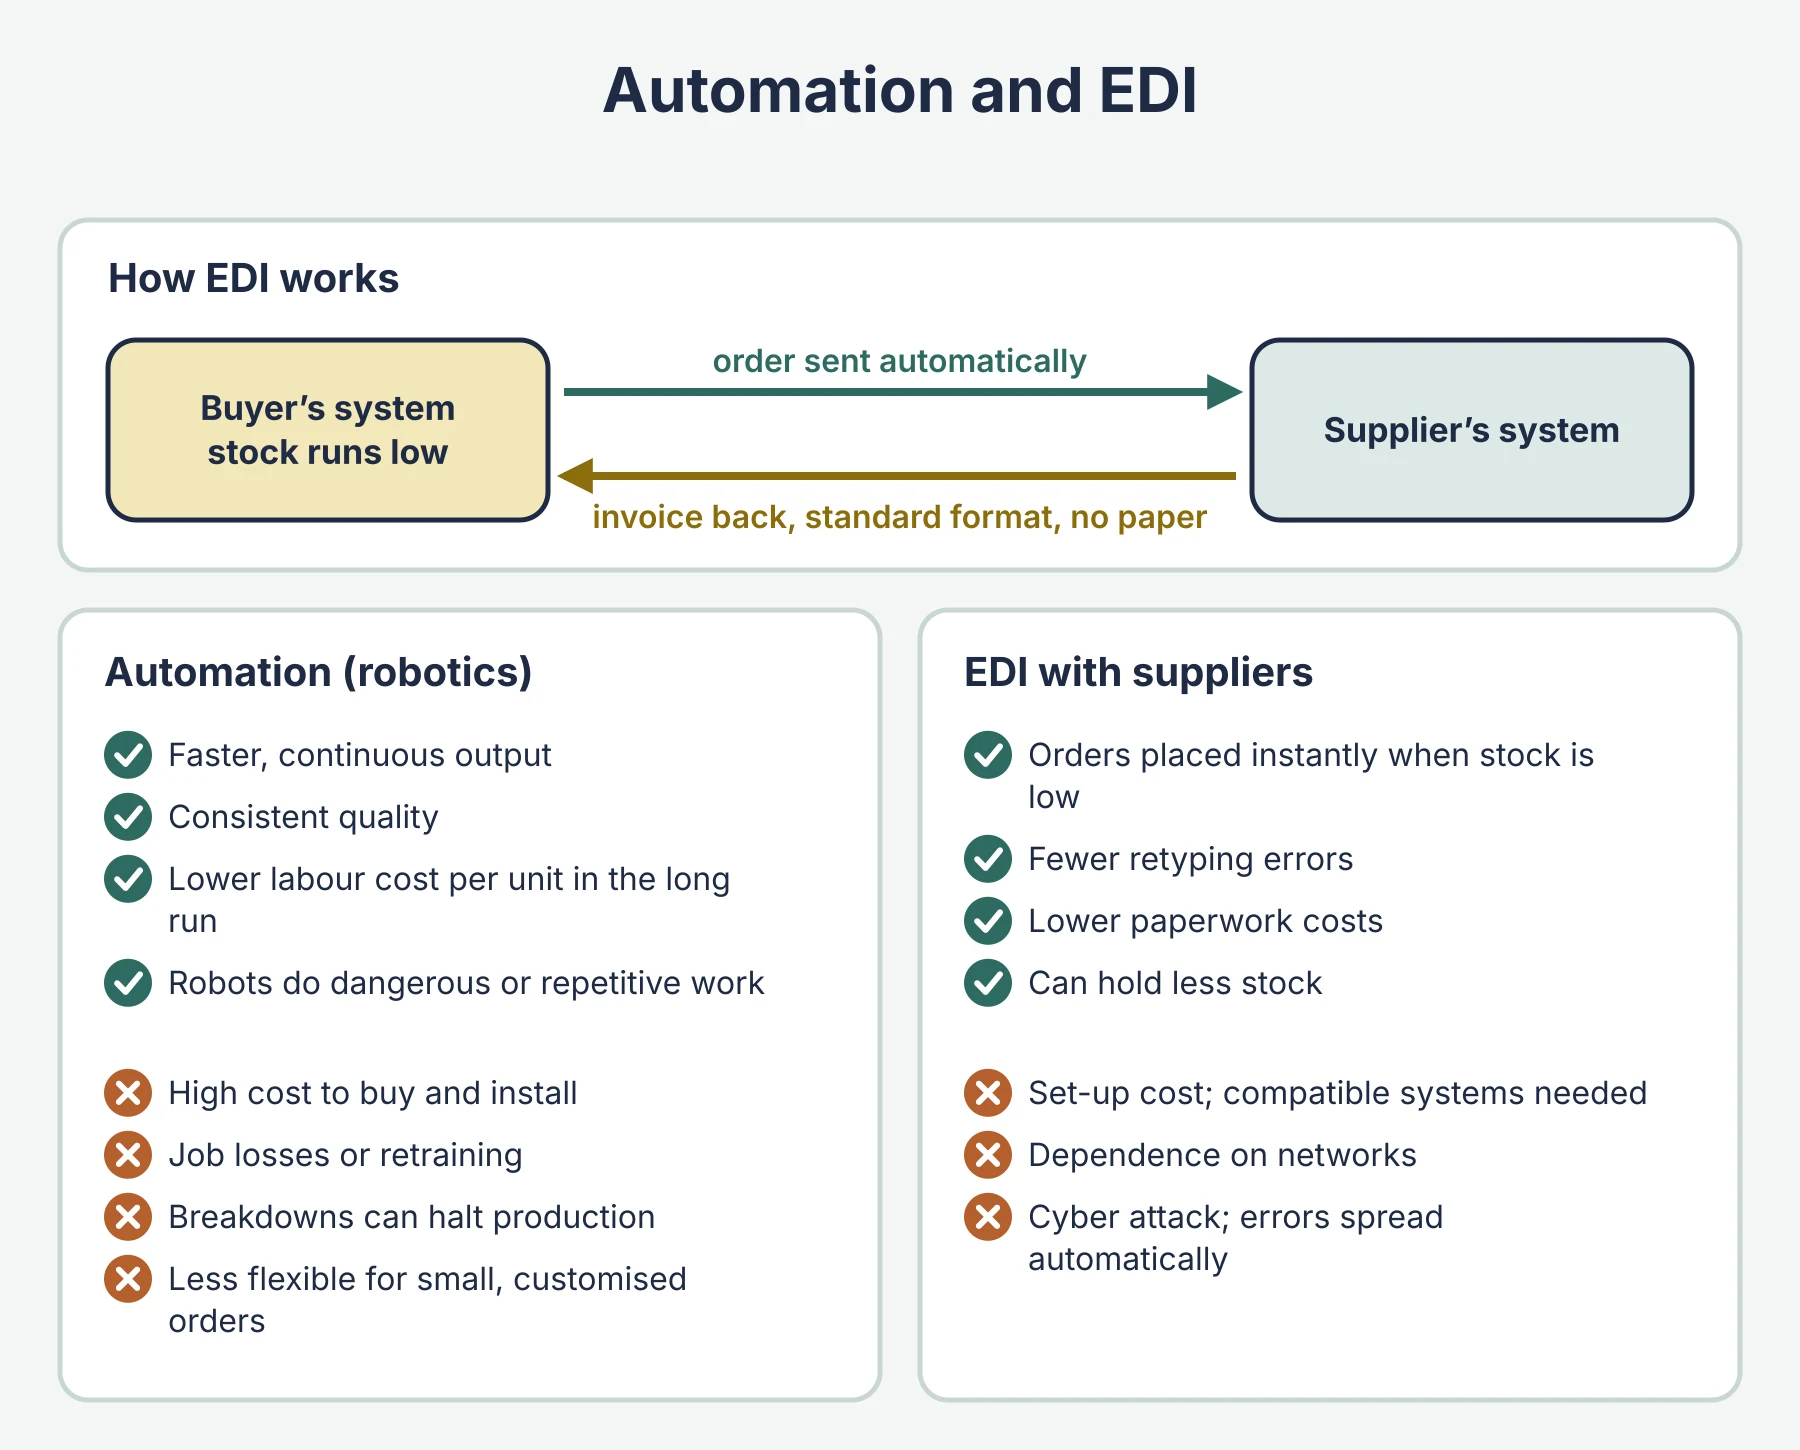 Automation and EDI
How EDI works
Buyer’s system
stock runs low
order sent automatically
invoice back, standard format, no paper
Supplier’s system
Automation (robotics)
Faster, continuous output
Consistent quality
Lower labour cost per unit in the long
run
Robots do dangerous or repetitive work
High cost to buy and install
Job losses or retraining
Breakdowns can halt production
Less flexible for small, customised
orders
EDI with suppliers
Orders placed instantly when stock is
low
Fewer retyping errors
Lower paperwork costs
Can hold less stock
Set-up cost; compatible systems needed
Dependence on networks
Cyber attack; errors spread
automatically